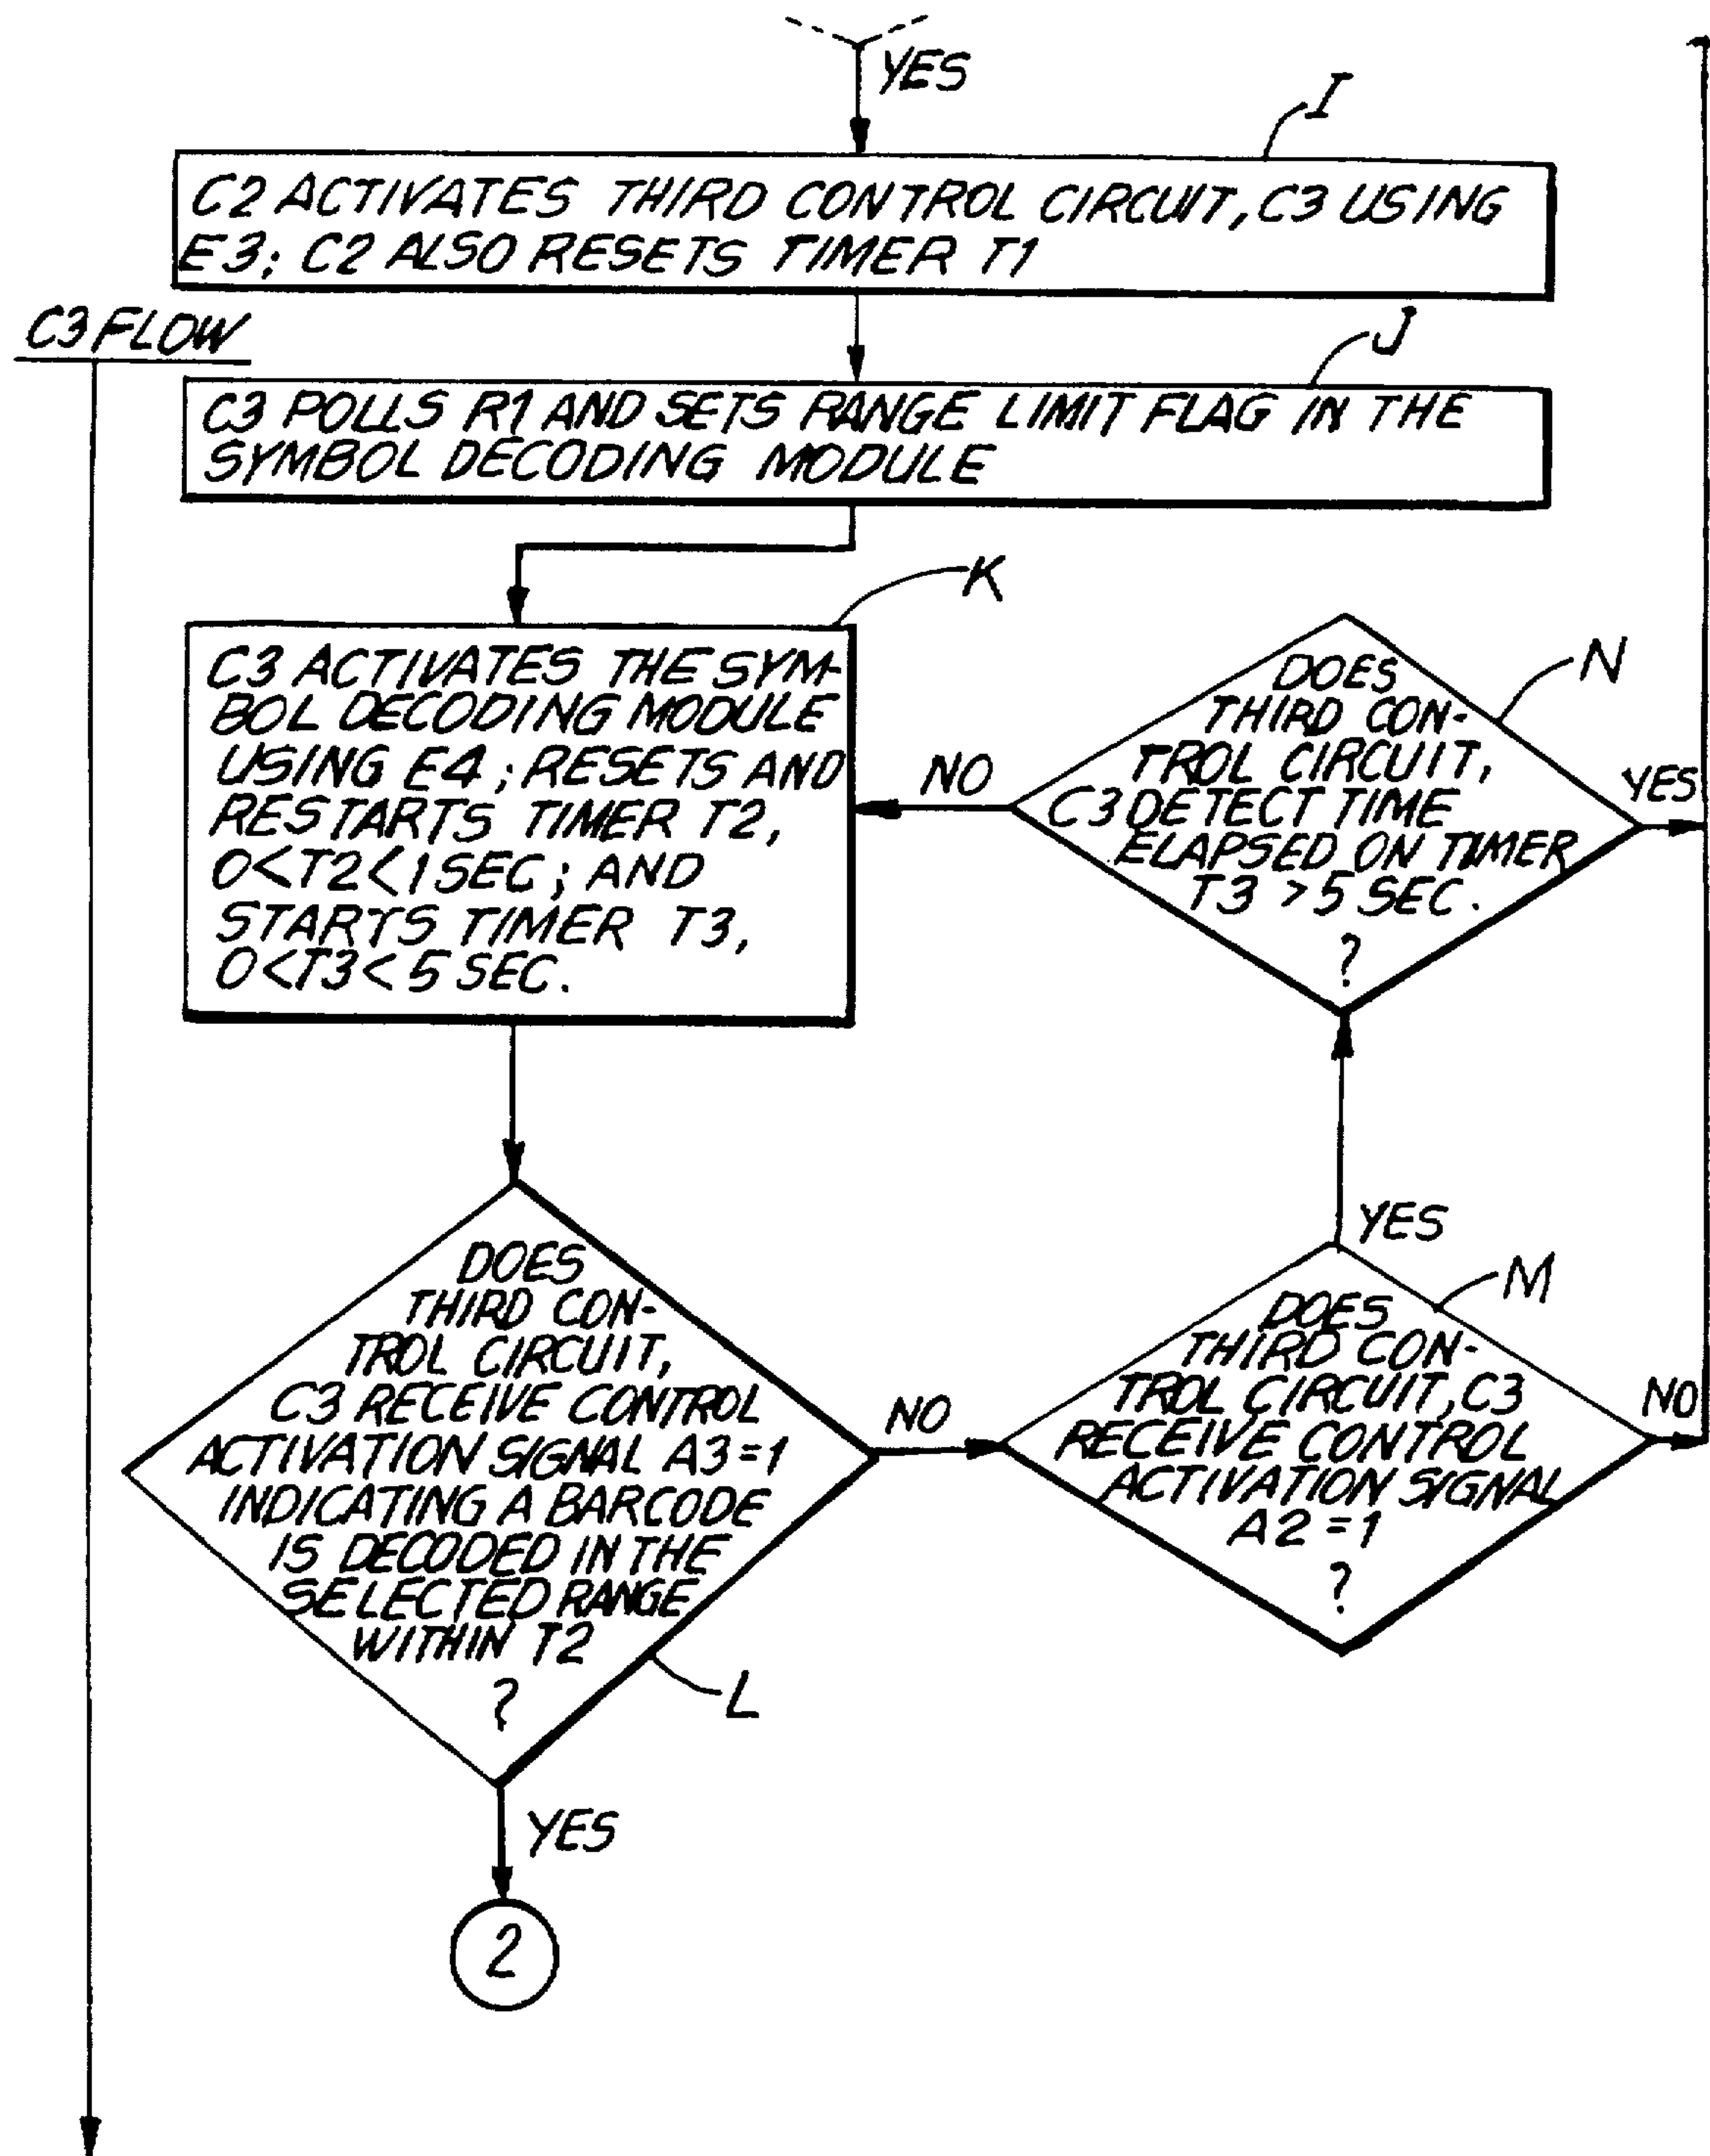 YES
I
C2 ACTIVATES THIRD CONTROL CIRCUIT, C3 USING
E3; C2 ALSO RESETS TIMER T1
C3 FLOW
J
C3 POLLS R1 AND SETS RANGE LIMIT FLAG IN THE
SYMBOL DECODING MODULE
K
C3 ACTIVATES THE SYM-
BOL DECODING MODULE
USING E4; RESETS AND
RESTARTS TIMER T2,
0<T2<1 SEC; AND
STARTS TIMER T3,
0<T3<5 SEC.
NO
DOES
THIRD CON-
TROL CIRCUIT,
C3 DETECT TIME
ELAPSED ON TIMER
T3 >5 SEC.
?
N
YES
DOES
THIRD CON-
TROL CIRCUIT,
C3 RECEIVE CONTROL
ACTIVATION SIGNAL A3=1
INDICATING A BARCODE
IS DECODED IN THE
SELECTED RANGE
WITHIN T2
?
L
NO
YES
M
DOES
THIRD CON-
TROL CIRCUIT, C3
RECEIVE CONTROL
ACTIVATION SIGNAL
A2=1
?
NO
YES
2